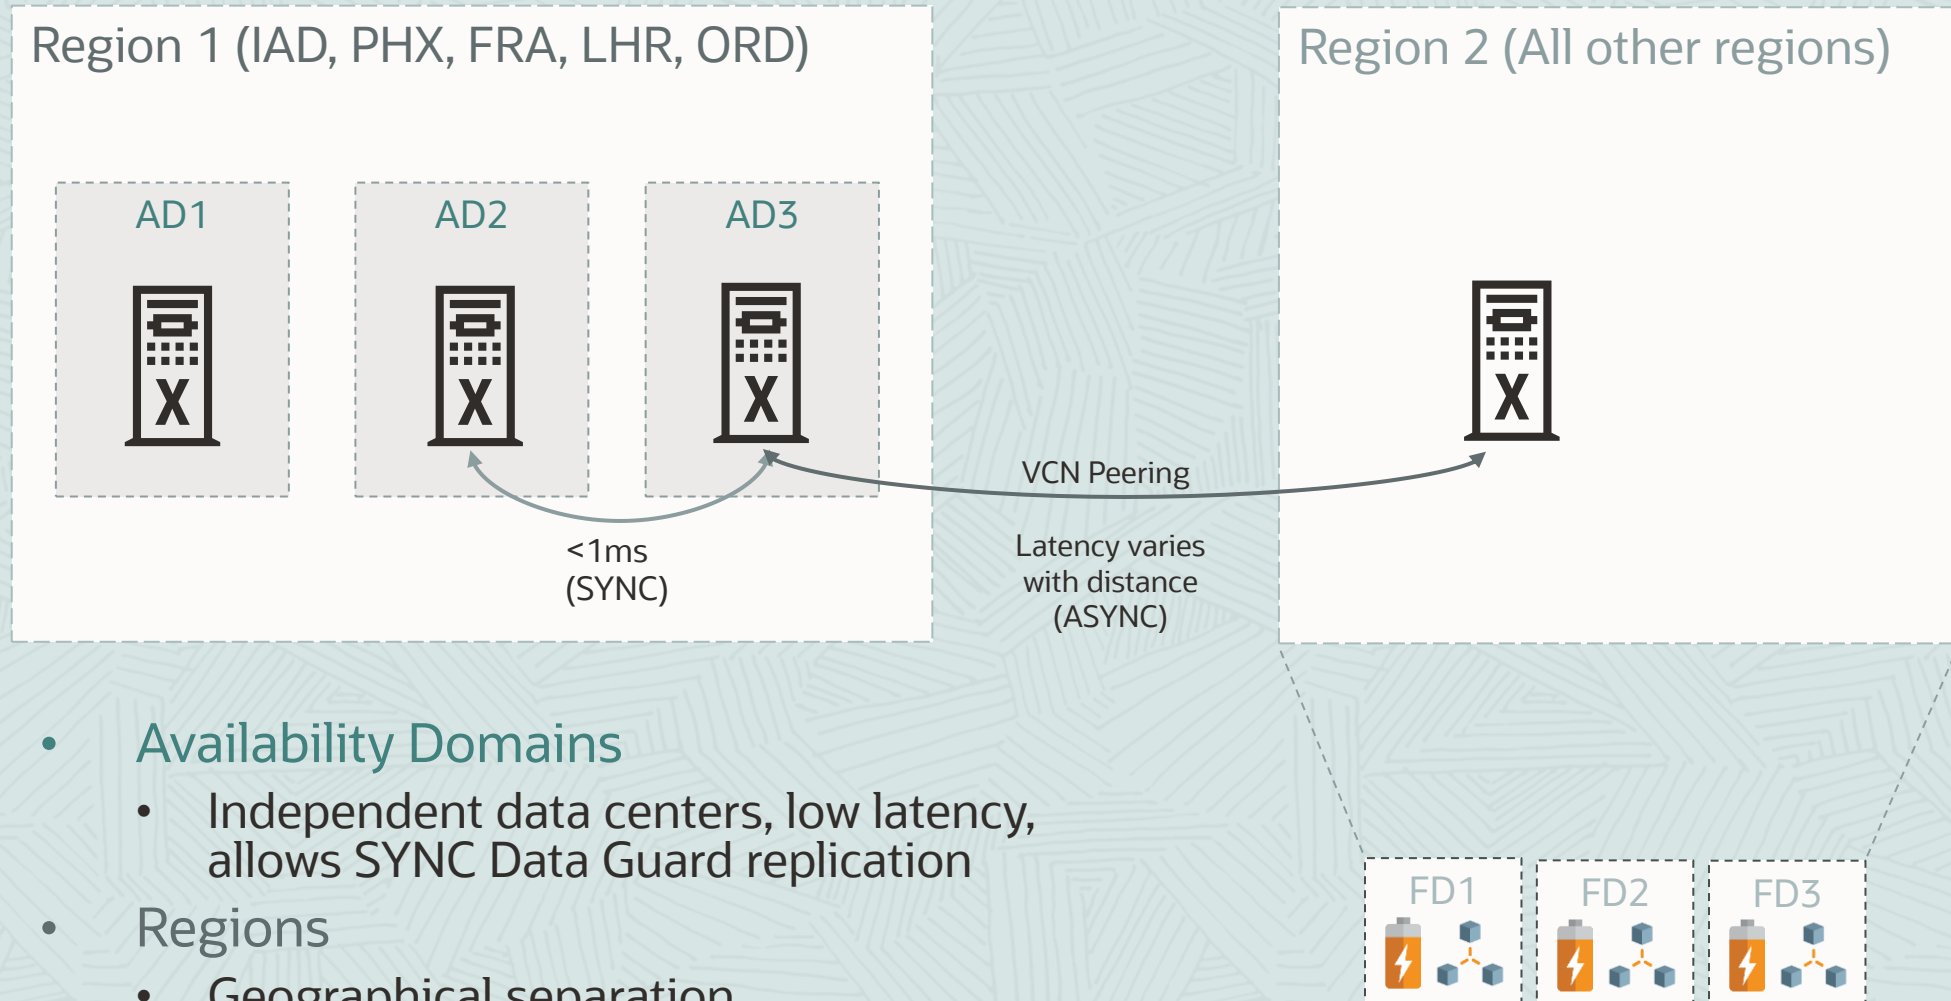 Region 1 (IAD, PHX, FRA, LHR, ORD)
Region 2 (All other regions)
AD1
AD2
AD3
X
X
X
X
VCN Peering
<1ms
(SYNC)
Latency varies
with distance
(ASYNC)
• Availability Domains
• Independent data centers, low latency,
allows SYNC Data Guard replication
• Regions
• Geographical separation
FD1
FD2
FD3